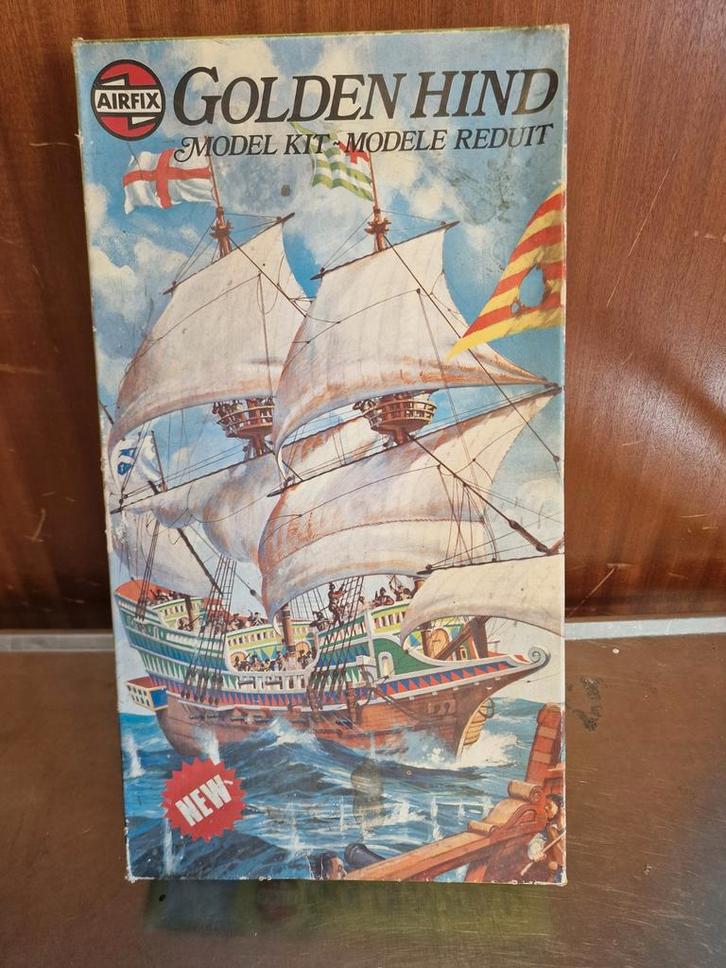 AIRFIX
GOLDEN HIND
MODEL KIT - MODELE REDUIT
NEW